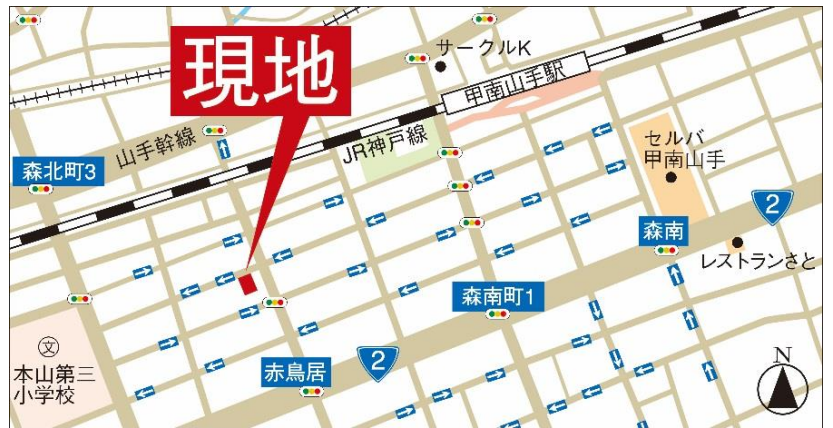 現地
サークルK
甲南山手駅
山手幹線
JR神戸線
セルバ
甲南山手
森北町3
2
森南
レストランさと
森南町1
文
本山第三
小学校
赤鳥居
2
N